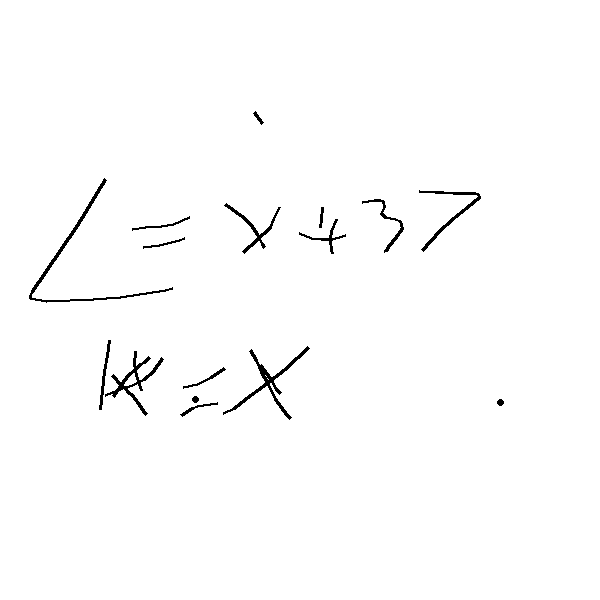 L = x + 37
K = X